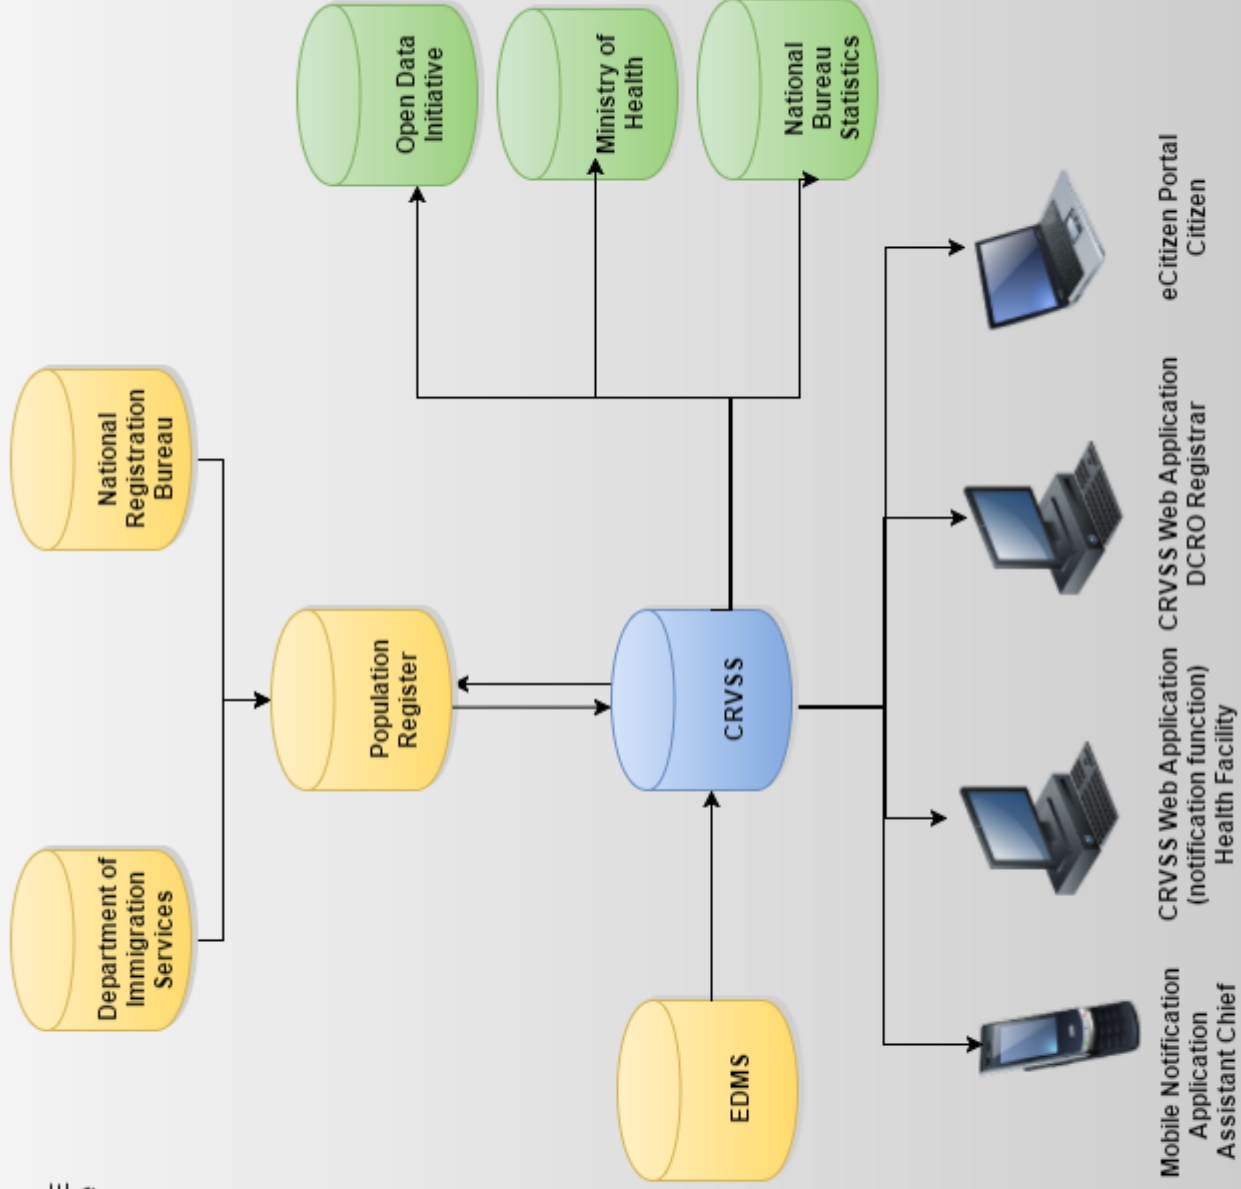 Department of
Immigration
Services
National
Registration
Bureau
Population
Register
Open Data
Initiative
Ministry of
Health
National
Bureau
Statistics
EDMS
CRVSS
Mobile Notification
Application
Assistant Chief
CRVSS Web Application
(notification function)
Health Facility
CRVSS Web Application
DCRO Registrar
eCitizen Portal
Citizen